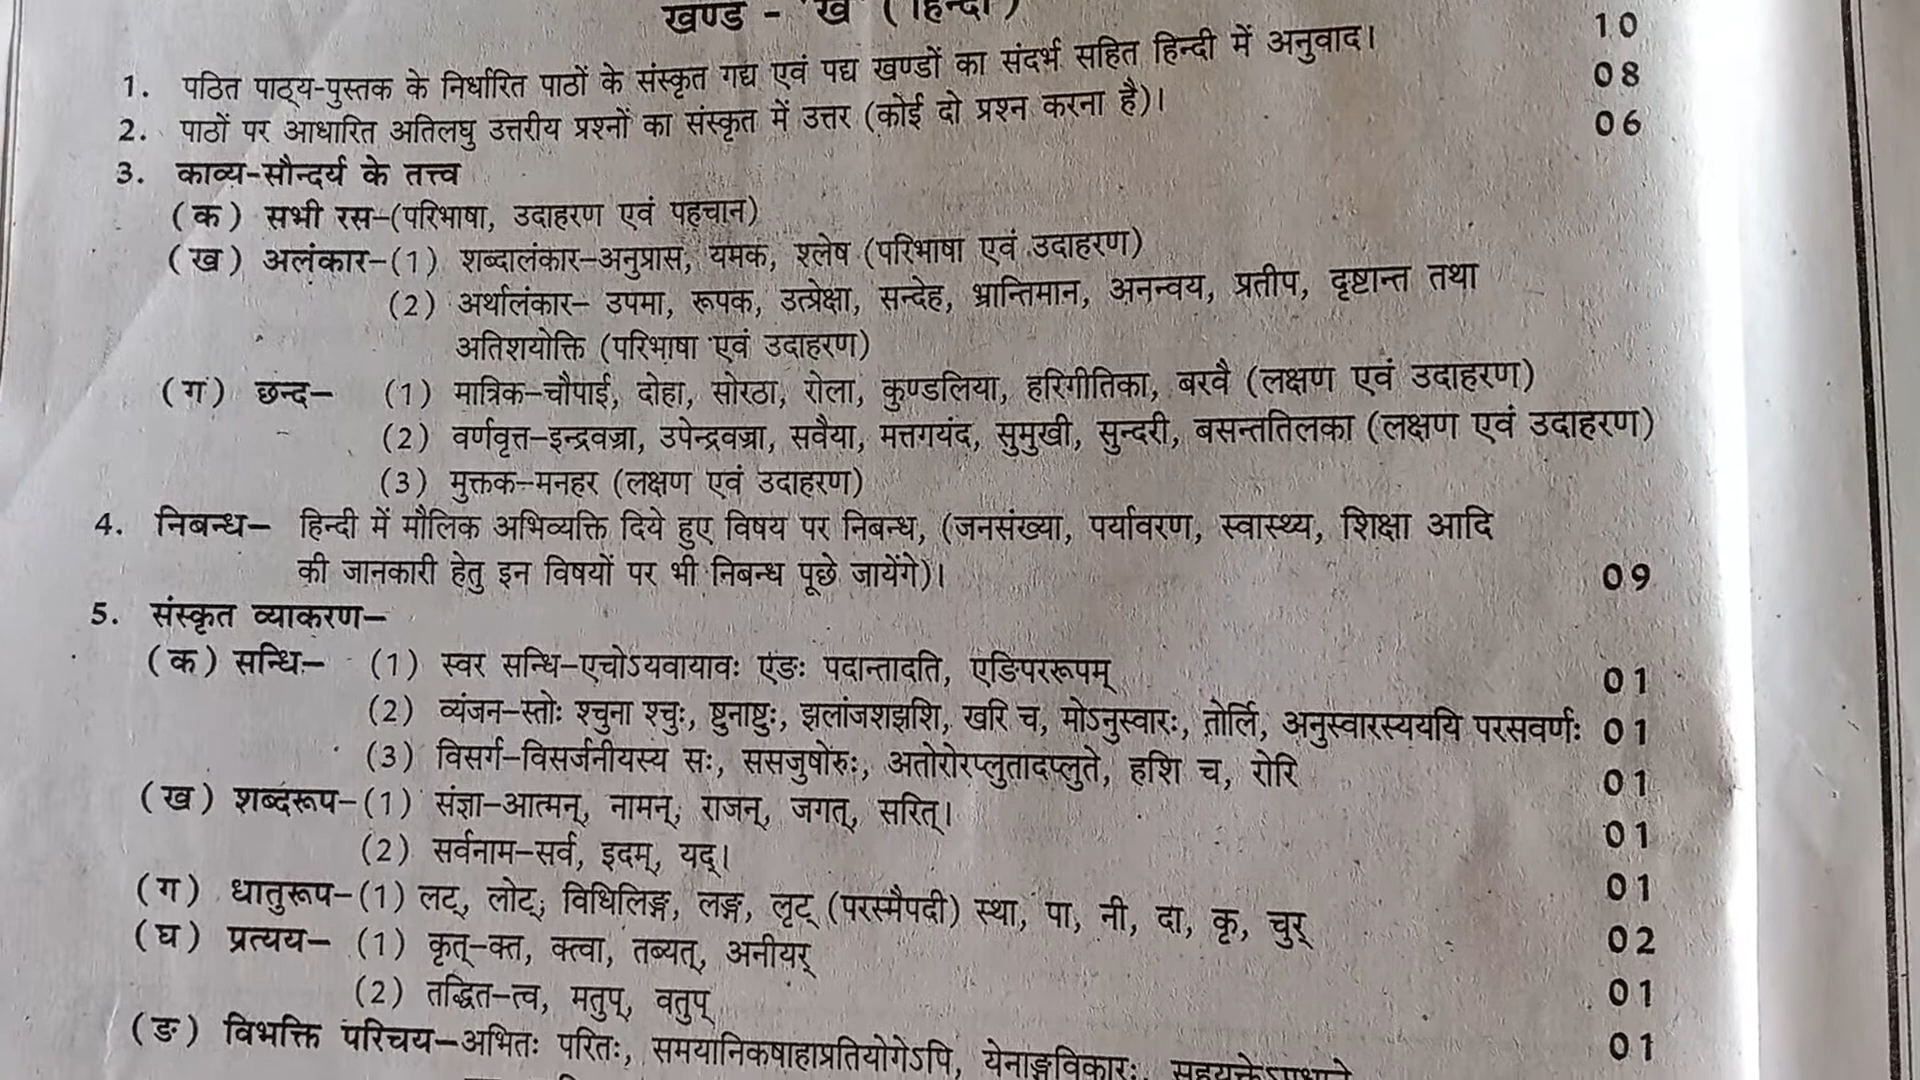 खण्ड - 'ख' (हिन्दी)
1. पठित पाठ्य-पुस्तक के निर्धारित पाठों के संस्कृत गद्य एवं पद्य खण्डों का संदर्भ सहित हिन्दी में अनुवाद। 10
2. पाठों पर आधारित अतिलघु उत्तरीय प्रश्नों का संस्कृत में उत्तर (कोई दो प्रश्न करना है)। 08
3. काव्य-सौन्दर्य के तत्त्व 06
(क) सभी रस–(परिभाषा, उदाहरण एवं पहचान)
(ख) अलंकार–(1) शब्दालंकार–अनुप्रास, यमक, श्लेष (परिभाषा एवं उदाहरण)
(2) अर्थालंकार– उपमा, रूपक, उत्प्रेक्षा, सन्देह, भ्रान्तिमान, अनन्वय, प्रतीप, दृष्टान्त तथा
अतिशयोक्ति (परिभाषा एवं उदाहरण)
(ग) छन्द– (1) मात्रिक–चौपाई, दोहा, सोरठा, रोला, कुण्डलिया, हरिगीतिका, बरवै (लक्षण एवं उदाहरण)
(2) वर्णवृत्त–इन्द्रवज्रा, उपेन्द्रवज्रा, सवैया, मत्तगयंद, सुमुखी, सुन्दरी, बसन्ततिलका (लक्षण एवं उदाहरण)
(3) मुक्तक–मनहर (लक्षण एवं उदाहरण)
4. निबन्ध– हिन्दी में मौलिक अभिव्यक्ति दिये हुए विषय पर निबन्ध, (जनसंख्या, पर्यावरण, स्वास्थ्य, शिक्षा आदि
की जानकारी हेतु इन विषयों पर भी निबन्ध पूछे जायेंगे)। 09
5. संस्कृत व्याकरण–
(क) सन्धि– (1) स्वर सन्धि–एचोऽयवायावः एंङः पदान्तादति, एङिपररूपम् 01
(2) व्यंजन–स्तोः श्चुना श्चुः, ष्टुनाष्टुः, झलांजशझशि, खरि च, मोऽनुस्वारः, तोर्लि, अनुस्वारस्यययि परसवर्णः 01
(3) विसर्ग–विसर्जनीयस्य सः, ससजुषोरुः, अतोरोरप्लुतादप्लुते, हशि च, रोरि 01
(ख) शब्दरूप–(1) संज्ञा–आत्मन्, नामन्, राजन्, जगत्, सरित्। 01
(2) सर्वनाम–सर्व, इदम्, यद्। 01
(ग) धातुरूप–(1) लट्, लोट्, विधिलिङ्ग, लङ्ग, लृट् (परस्मैपदी) स्था, पा, नी, दा, कृ, चुर् 02
(घ) प्रत्यय– (1) कृत्–क्त, क्त्वा, तव्यत्, अनीयर् 01
(2) तद्धित–त्व, मतुप्, वतुप् 01
(ङ) विभक्ति परिचय–अभितः परितः, समयानिकषाहाप्रतियोगेऽपि, येनाङ्गविकारः,